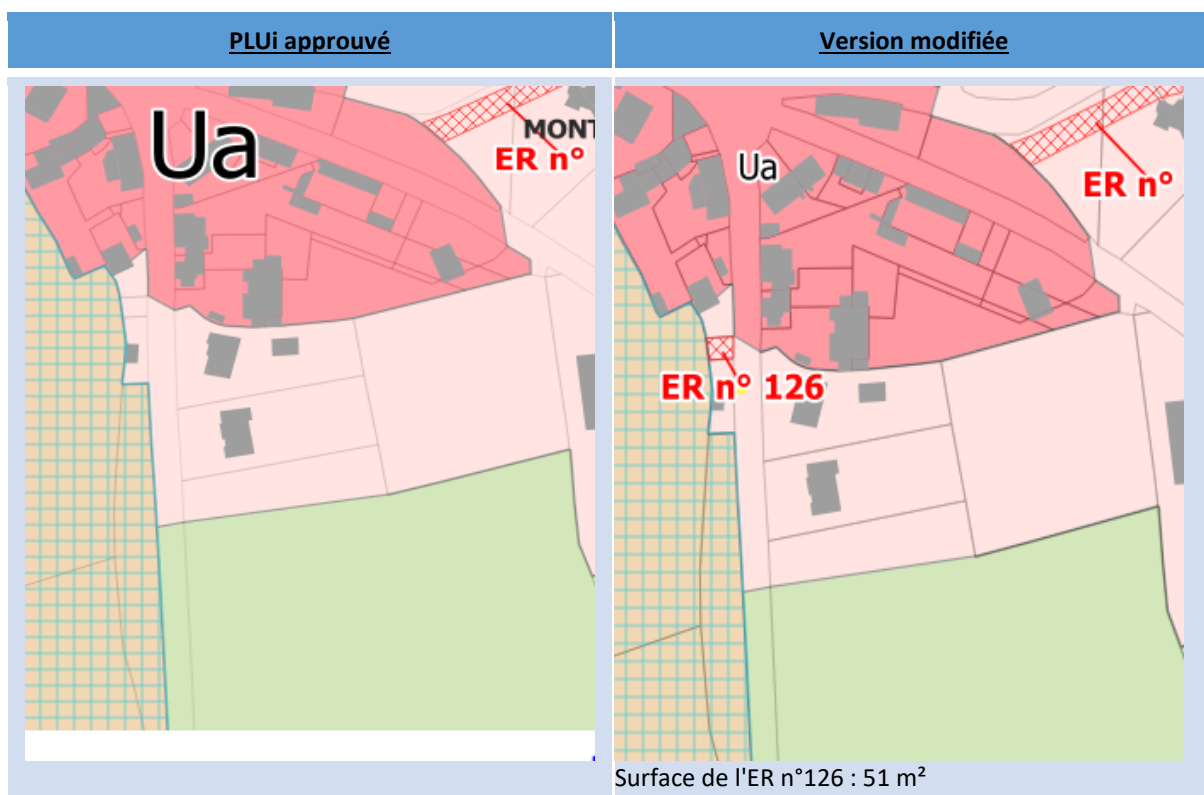 PLUi approuvé
Version modifiée
Ua
MONT
ER n°
Ua
ER n°
ER n° 126
Surface de l'ER n°126 : 51 m²